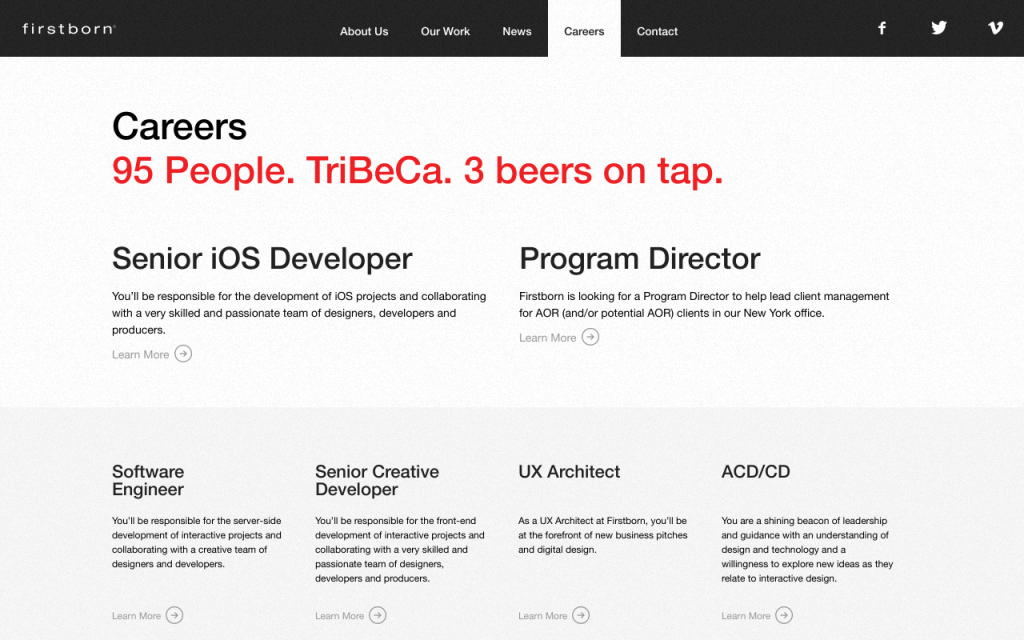 firstborn®
About Us
Our Work
News
Careers
Contact
Careers
95 People. TriBeCa. 3 beers on tap.
Senior iOS Developer
You'll be responsible for the development of iOS projects and collaborating
with a very skilled and passionate team of designers, developers and
producers.
Learn More
Program Director
Firstborn is looking for a Program Director to help lead client management
for AOR (and/or potential AOR) clients in our New York office.
Learn More
Software
Engineer
You'll be responsible for the server-side
development of interactive projects and
collaborating with a creative team of
designers and developers.
Learn More
Senior Creative
Developer
You'll be responsible for the front-end
development of interactive projects and
collaborating with a very skilled and
passionate team of designers,
developers and producers.
Learn More
UX Architect
As a UX Architect at Firstborn, you'll be
at the forefront of new business pitches
and digital design.
Learn More
ACD/CD
You are a shining beacon of leadership
and guidance with an understanding of
design and technology and a
willingness to explore new ideas as they
relate to interactive design.
Learn More